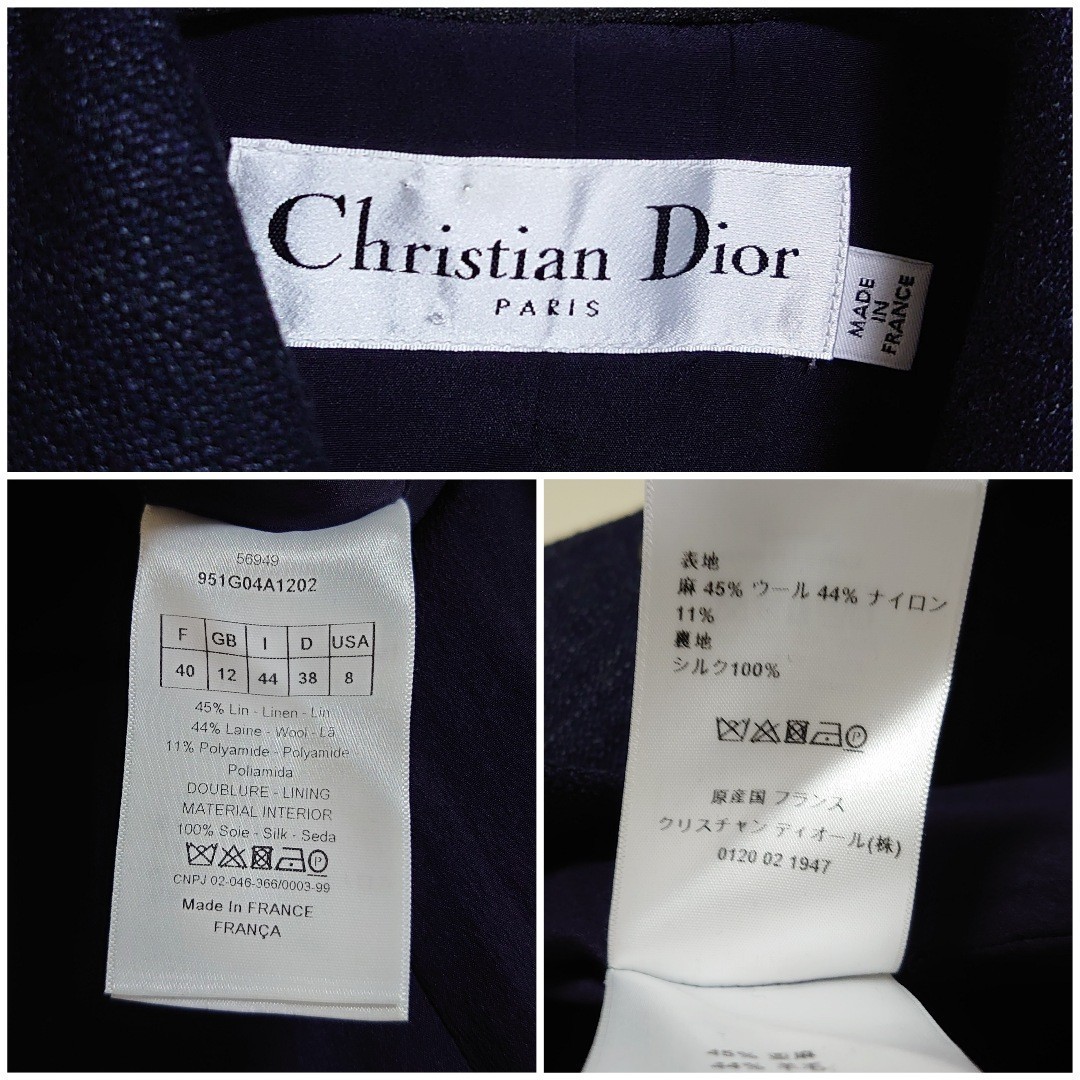 Christian Dior
PARIS
MADE
IN
FRANCE
56949
951G04A1202
F GB I D USA
40 12 44 38 8
45% Lin - Linen - Lin
44% Laine - Wool - Lã
11% Polyamide - Polyamide
Poliamida
DOUBLURE - LINING
MATERIAL INTERIOR
100% Soie - Silk - Seda
CNPJ 02-046-366/0003-99
Made In FRANCE
FRANÇA
表地
麻 45% ウール 44% ナイロン
11%
裏地
シルク100%
原産国 フランス
クリスチャン ディオール(株)
0120 02 1947